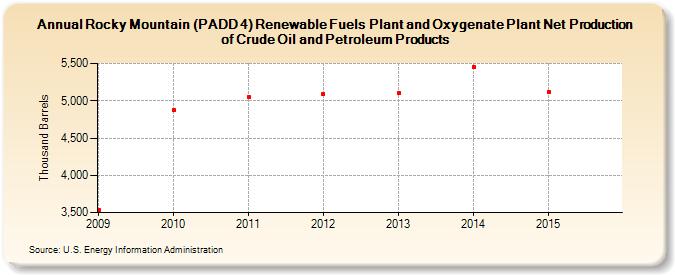 Annual Rocky Mountain (PADD 4) Renewable Fuels Plant and Oxygenate Plant Net Production
of Crude Oil and Petroleum Products
Thousand Barrels
5,500
5,000
4,500
4,000
3,500
2009 2010 2011 2012 2013 2014 2015
Source: U.S. Energy Information Administration